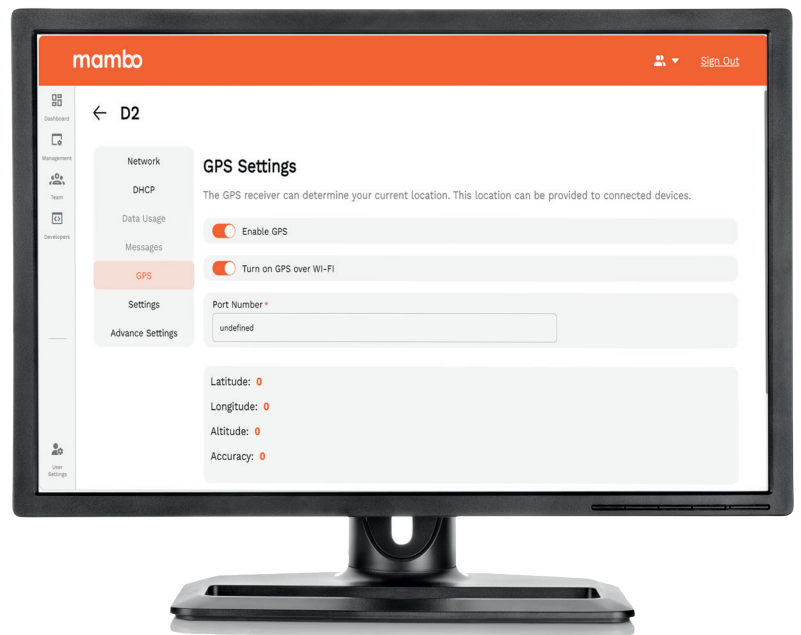 mambo
Sign Out
Dashboard
Management
Team
Developers
User
Settings
← D2
Network
DHCP
Data Usage
Messages
GPS
Settings
Advance Settings
GPS Settings
The GPS receiver can determine your current location. This location can be provided to connected devices.
Enable GPS
Turn on GPS over WI-FI
Port Number *
undefined
Latitude: 0
Longitude: 0
Altitude: 0
Accuracy: 0